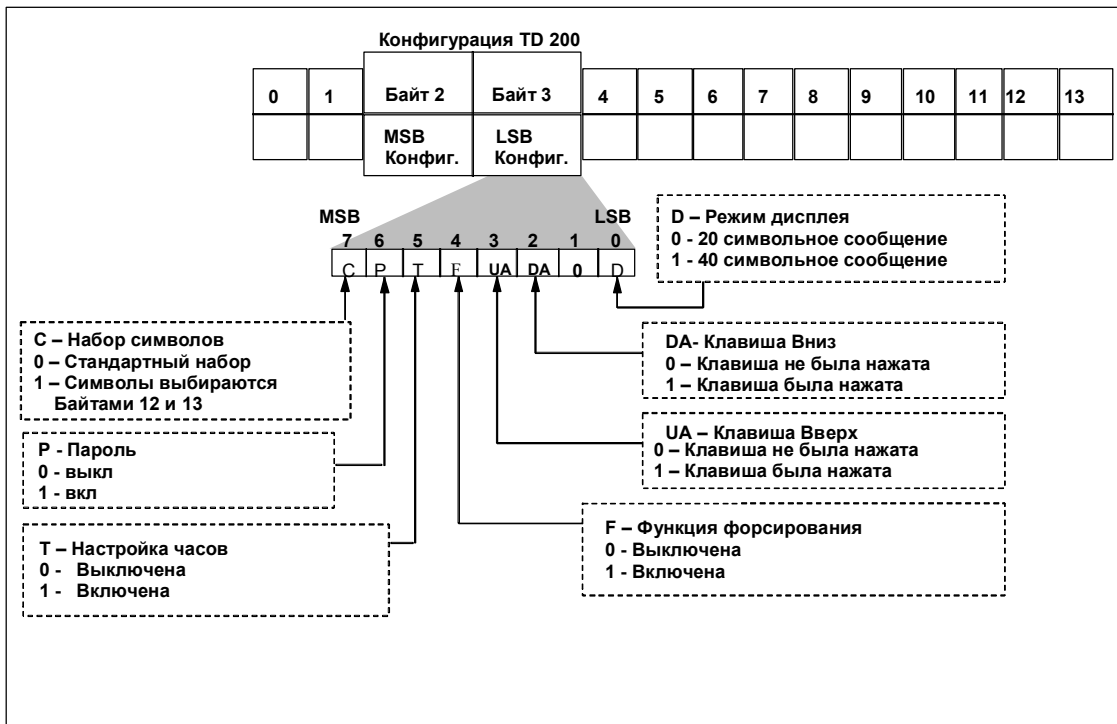 Конфигурация TD 200
0 1 Байт 2 Байт 3 4 5 6 7 8 9 10 11 12 13
MSB Конфиг.
LSB Конфиг.
MSB LSB
7 6 5 4 3 2 1 0
C P T F UA DA 0 D
D – Режим дисплея
0 - 20 символьное сообщение
1 - 40 символьное сообщение
C – Набор символов
0 – Стандартный набор
1 – Символы выбираются
Байтами 12 и 13
DA- Клавиша Вниз
0 – Клавиша не была нажата
1 – Клавиша была нажата
UA – Клавиша Вверх
0 – Клавиша не была нажата
1 – Клавиша была нажата
P - Пароль
0 - выкл
1 - вкл
F – Функция форсирования
0 - Выключена
1 - Включена
T – Настройка часов
0 - Выключена
1 - Включена